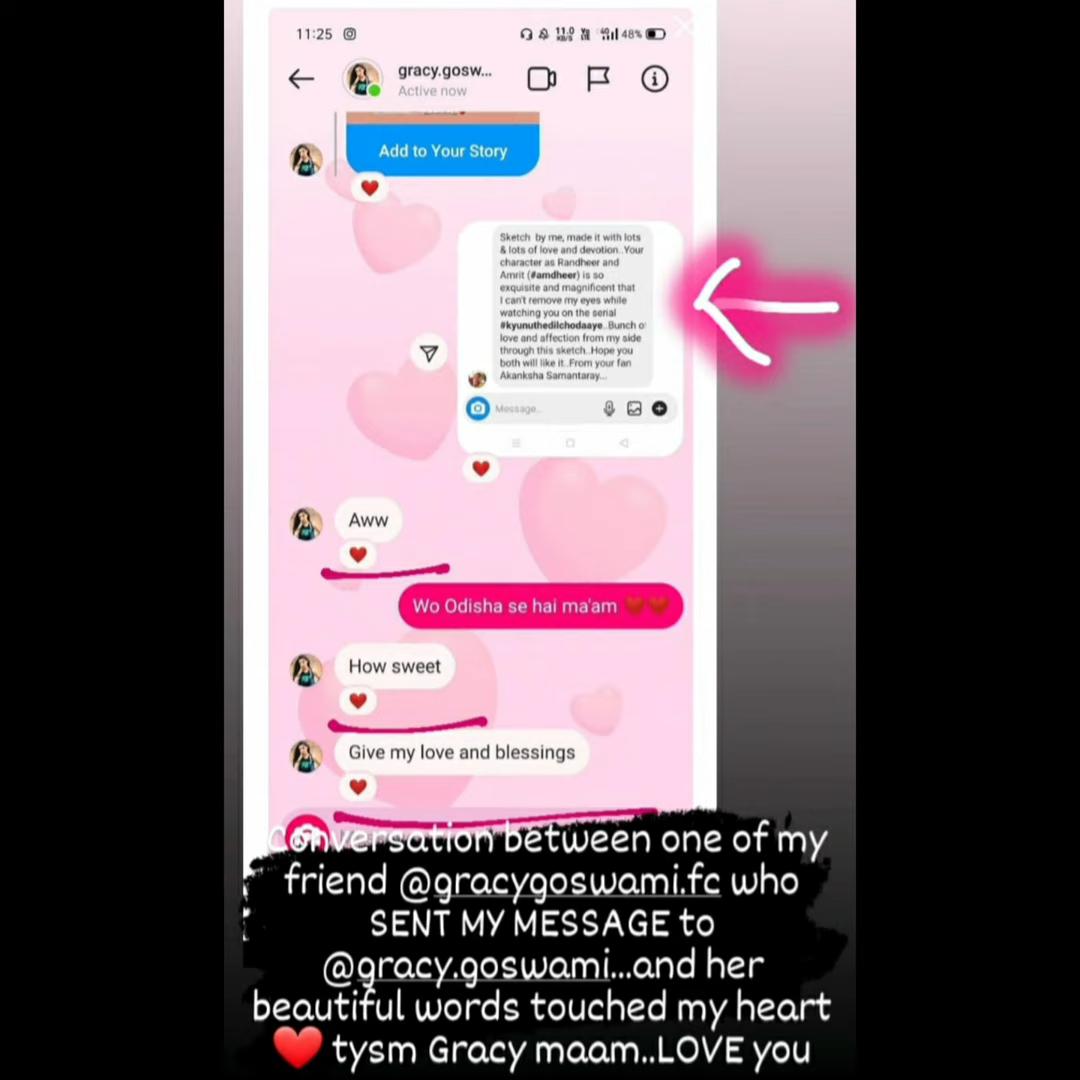 11:25
11.0 KB/S 4G 48%
gracy.gosw...
Active now
Add to Your Story
Sketch by me, made it with lots
& lots of love and devotion..Your
character as Randheer and
Amrit (#amdheer) is so
exquisite and magnificent that
I can't remove my eyes while
watching you on the serial
#kyunuthedilchodaaye..Bunch o
love and affection from my side
through this sketch..Hope you
both will like it..From your fan
Akanksha Samantaray...
Message..
Aww
Wo Odisha se hai ma'am ❤️❤️
How sweet
Give my love and blessings
Conversation between one of my
friend @gracygoswami.fc who
SENT MY MESSAGE to
@gracy.goswami...and her
beautiful words touched my heart
❤️ tysm Gracy maam..LOVE you